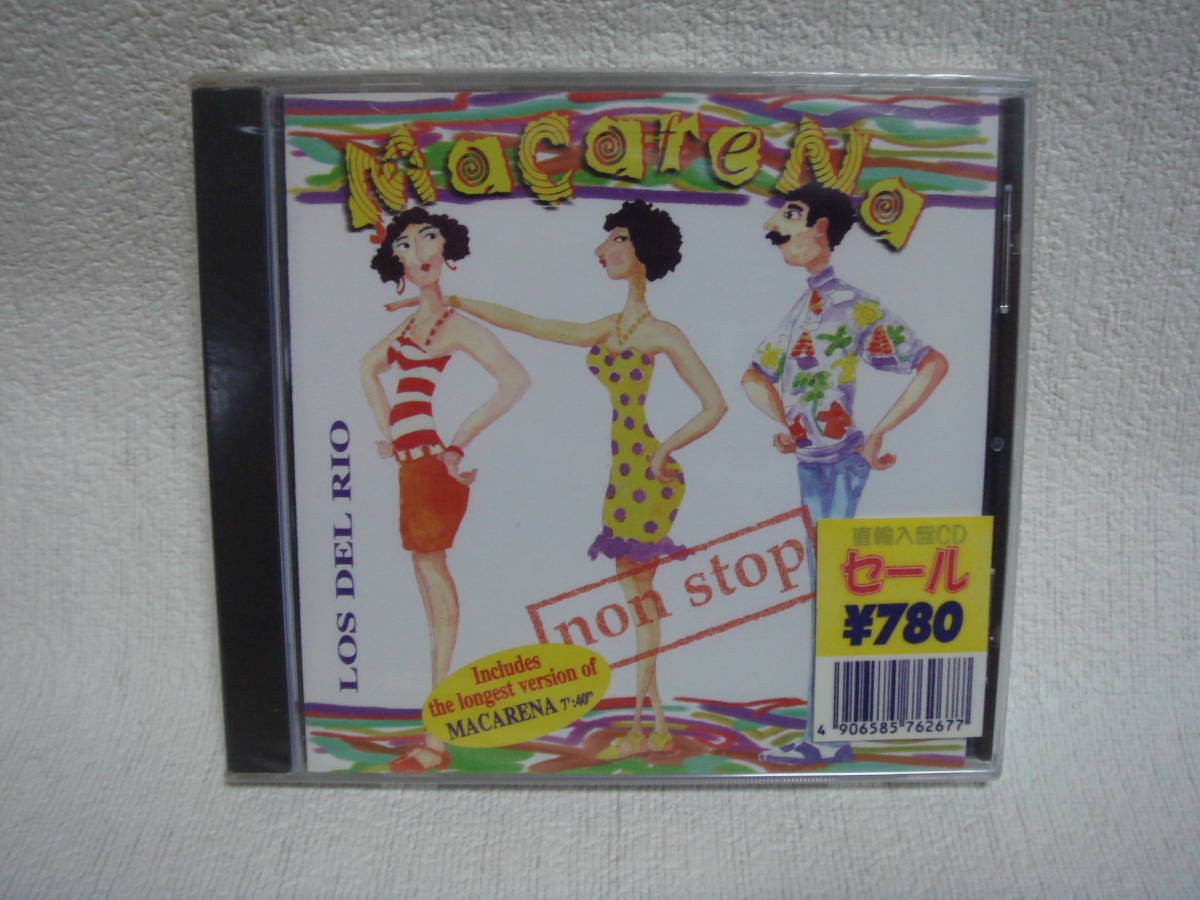 MaCareNa
LOS DEL RIO
non stop
Includes
the longest version of
MACARENA 7':40"
直輸入盤CD
セール
¥780
4 906585 762677